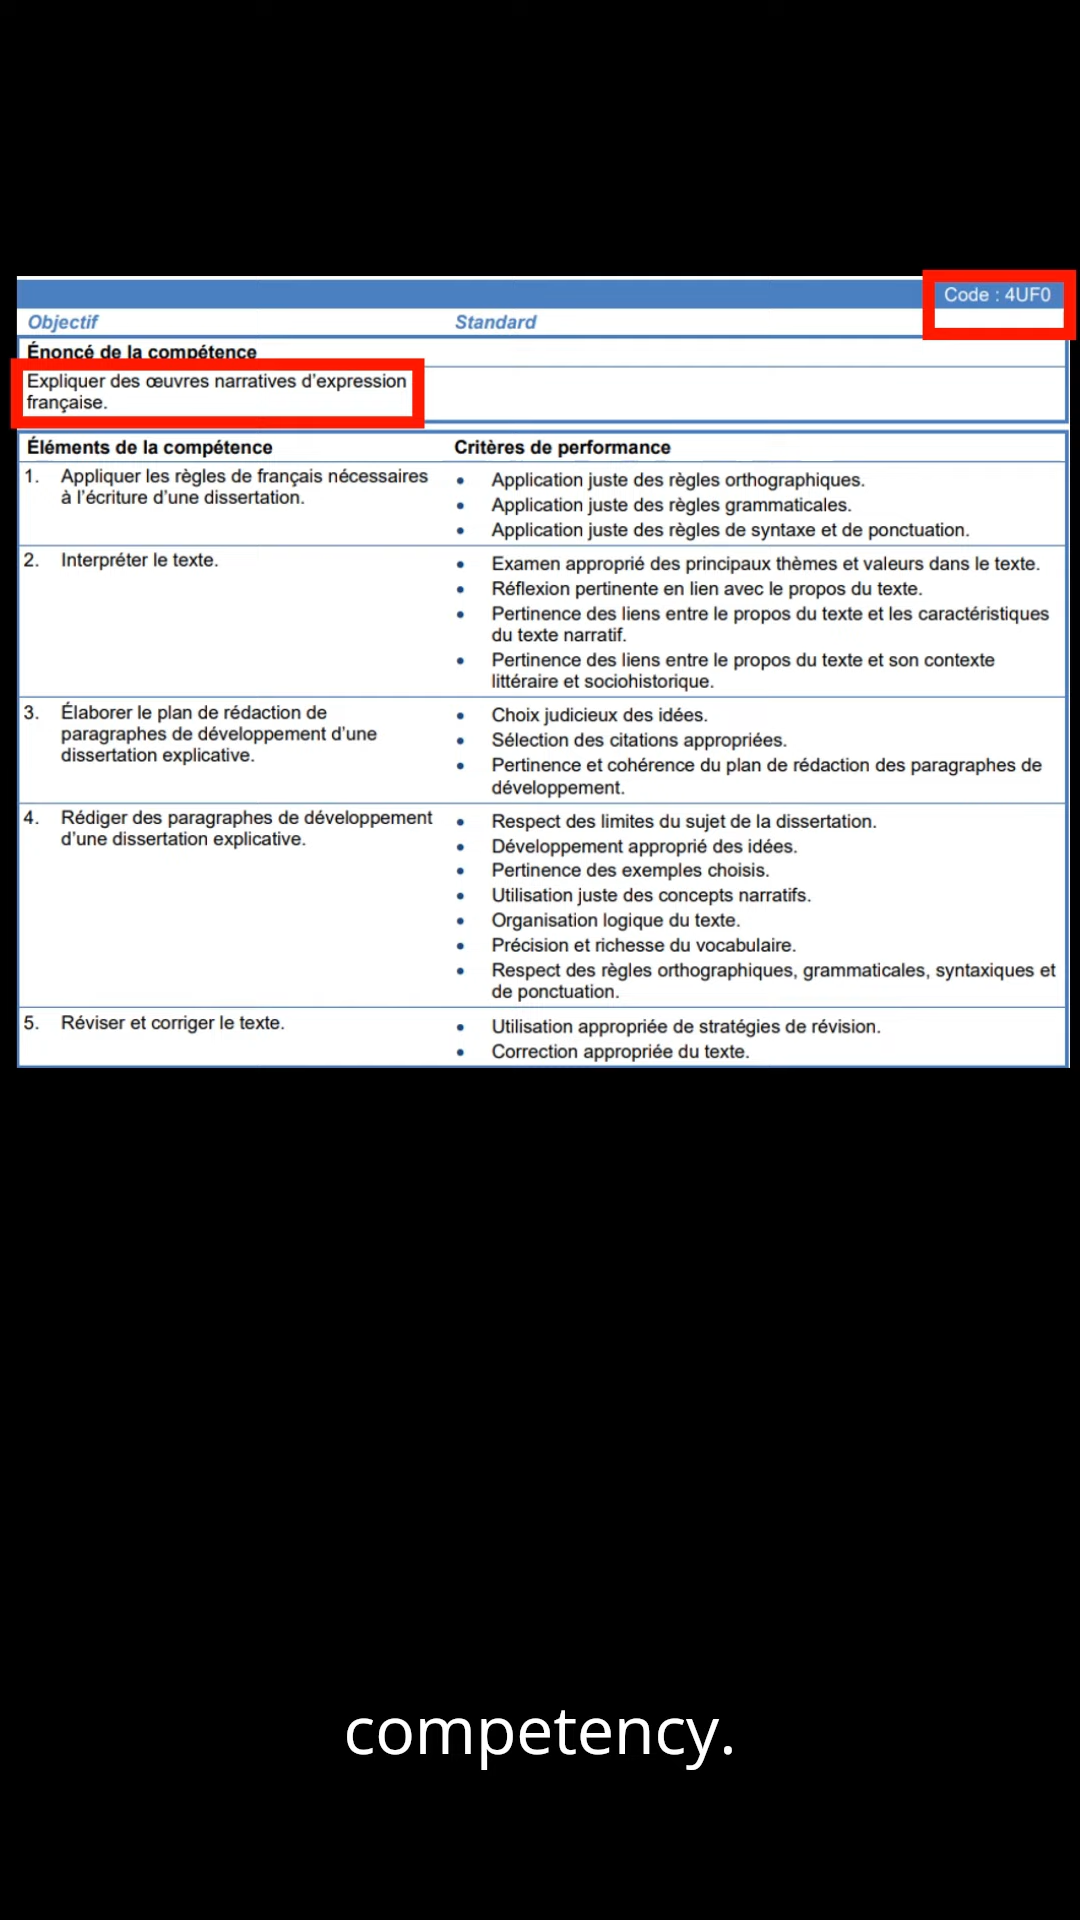 Code : 4UF0
Objectif Standard
Énoncé de la compétence
Expliquer des œuvres narratives d'expression
française.
Éléments de la compétence Critères de performance
1. Appliquer les règles de français nécessaires
à l'écriture d'une dissertation.
• Application juste des règles orthographiques.
• Application juste des règles grammaticales.
• Application juste des règles de syntaxe et de ponctuation.
2. Interpréter le texte.
• Examen approprié des principaux thèmes et valeurs dans le texte.
• Réflexion pertinente en lien avec le propos du texte.
• Pertinence des liens entre le propos du texte et les caractéristiques
du texte narratif.
• Pertinence des liens entre le propos du texte et son contexte
littéraire et sociohistorique.
3. Élaborer le plan de rédaction de
paragraphes de développement d'une
dissertation explicative.
• Choix judicieux des idées.
• Sélection des citations appropriées.
• Pertinence et cohérence du plan de rédaction des paragraphes de
développement.
4. Rédiger des paragraphes de développement
d'une dissertation explicative.
• Respect des limites du sujet de la dissertation.
• Développement approprié des idées.
• Pertinence des exemples choisis.
• Utilisation juste des concepts narratifs.
• Organisation logique du texte.
• Précision et richesse du vocabulaire.
• Respect des règles orthographiques, grammaticales, syntaxiques et
de ponctuation.
5. Réviser et corriger le texte.
• Utilisation appropriée de stratégies de révision.
• Correction appropriée du texte.
competency.